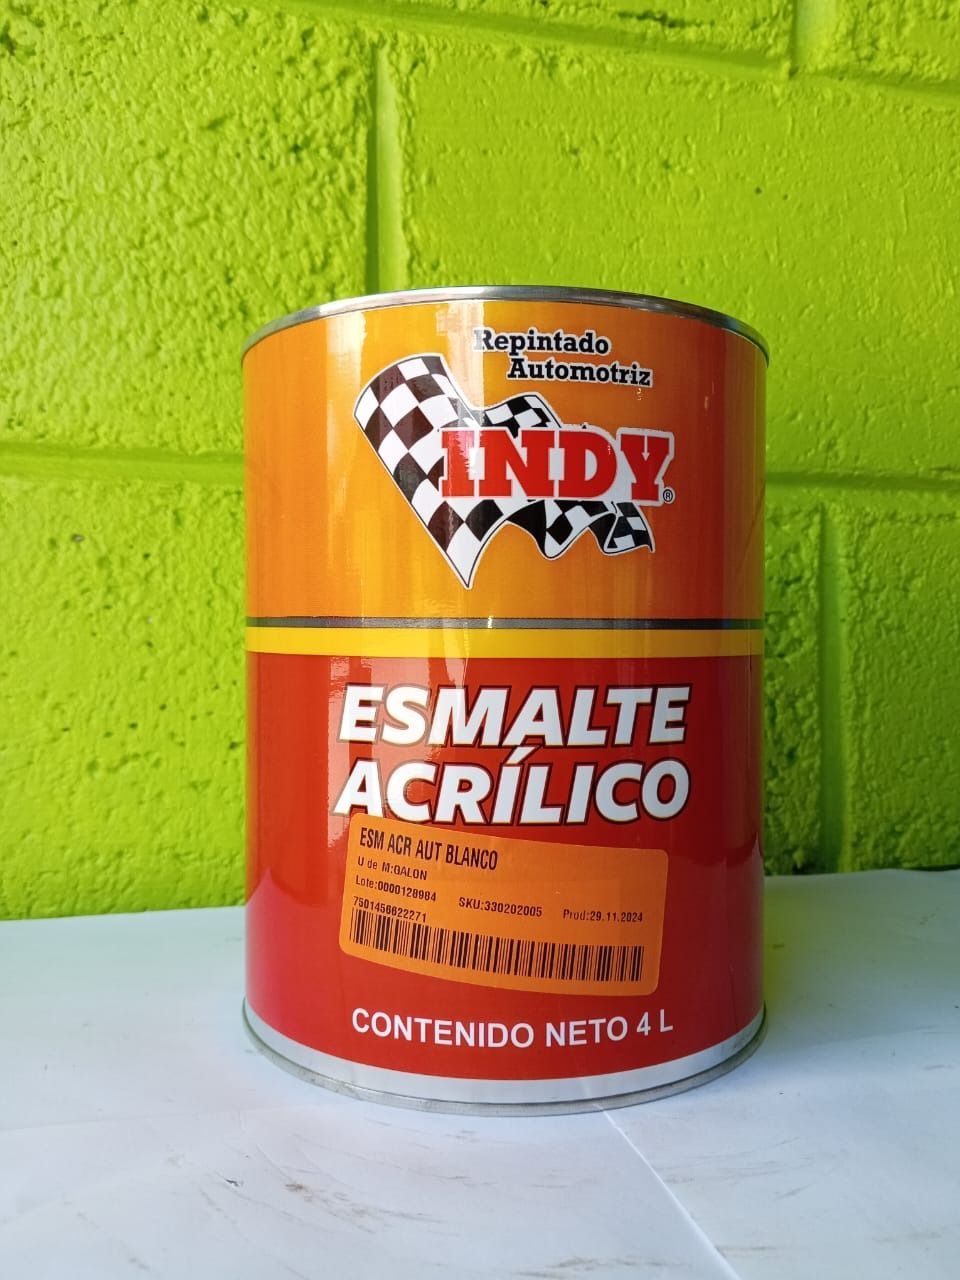 Repintado
Automotriz
INDY®
ESMALTE
ACRÍLICO
ESM ACR AUT BLANCO
U de M:GALON
Lote:0000128984 SKU:330202005 Prod:29.11.2024
7501456622271
CONTENIDO NETO 4 L